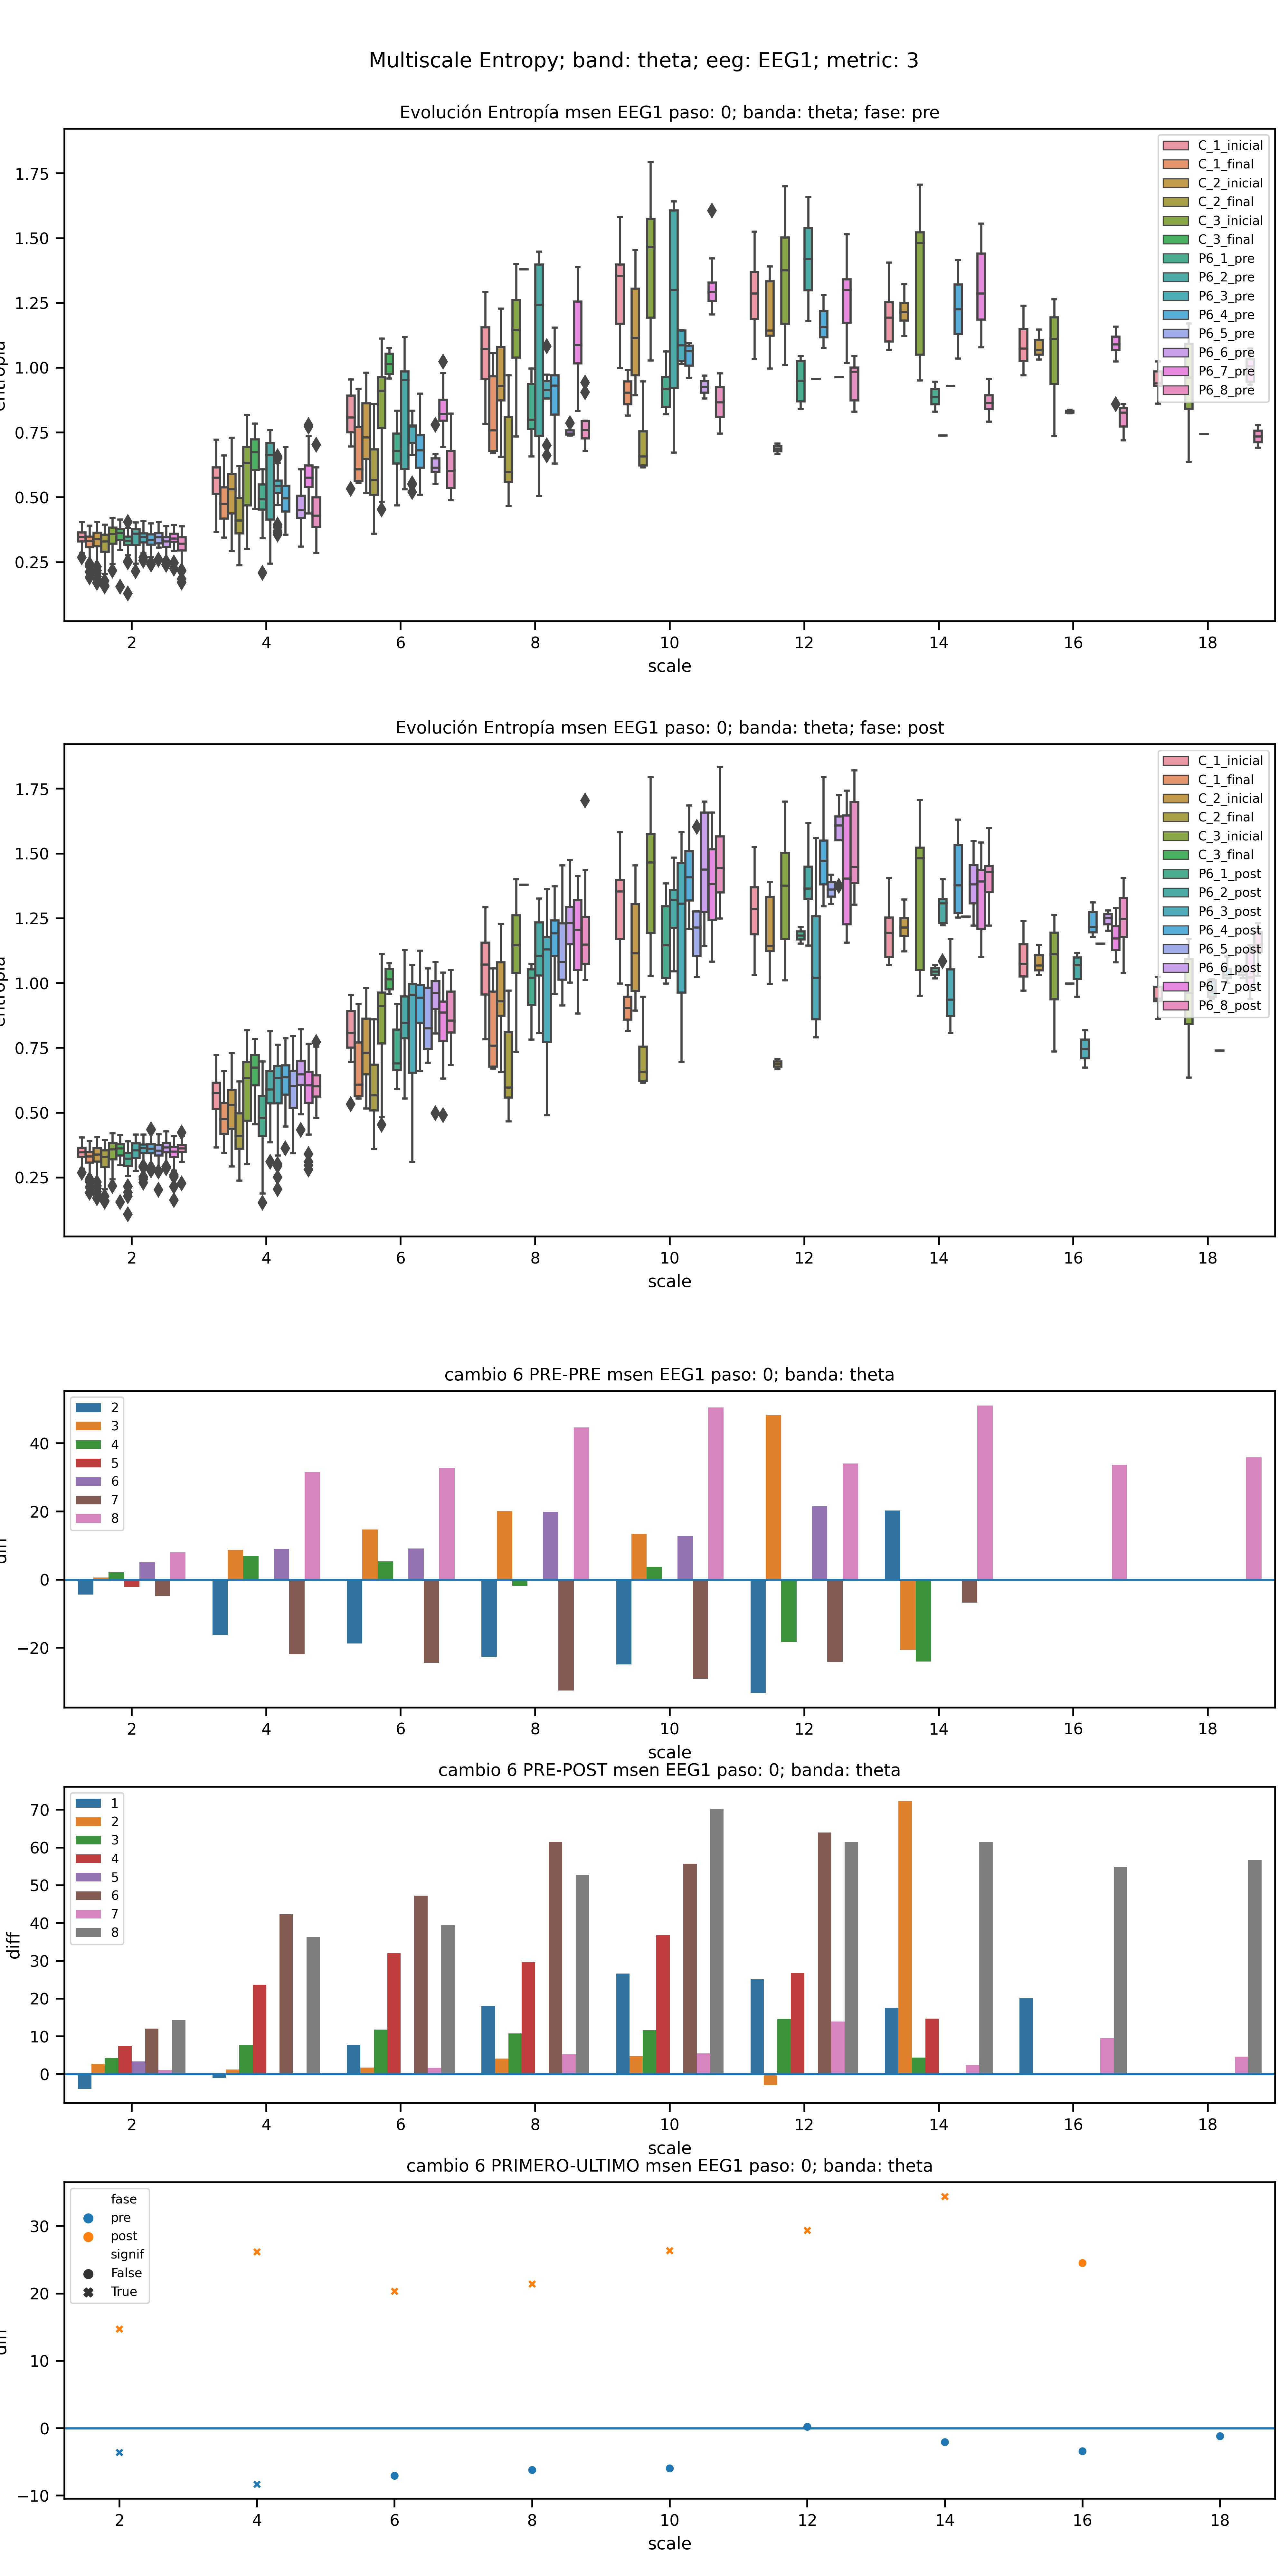 Multiscale Entropy; band: theta; eeg: EEG1; metric: 3
Evolución Entropía msen EEG1 paso: 0; banda: theta; fase: pre
1.75
1.50
1.25
1.00
0.75
0.50
0.25
C_1_inicial
C_1_final
C_2_inicial
C_2_final
C_3_inicial
C_3_final
P6_1_pre
P6_2_pre
P6_3_pre
P6_4_pre
P6_5_pre
P6_6_pre
P6_7_pre
P6_8_pre
2 4 6 8 10 12 14 16 18
scale
Evolución Entropía msen EEG1 paso: 0; banda: theta; fase: post
1.75
1.50
1.25
1.00
0.75
0.50
0.25
C_1_inicial
C_1_final
C_2_inicial
C_2_final
C_3_inicial
C_3_final
P6_1_post
P6_2_post
P6_3_post
P6_4_post
P6_5_post
P6_6_post
P6_7_post
P6_8_post
2 4 6 8 10 12 14 16 18
scale
cambio 6 PRE-PRE msen EEG1 paso: 0; banda: theta
40
20
0
−20
2
3
4
5
6
7
8
2 4 6 8 10 12 14 16 18
scale
cambio 6 PRE-POST msen EEG1 paso: 0; banda: theta
diff
70
60
50
40
30
20
10
0
1
2
3
4
5
6
7
8
2 4 6 8 10 12 14 16 18
scale
cambio 6 PRIMERO-ULTIMO msen EEG1 paso: 0; banda: theta
30
20
10
0
−10
fase
pre
post
signif
False
True
2 4 6 8 10 12 14 16 18
scale